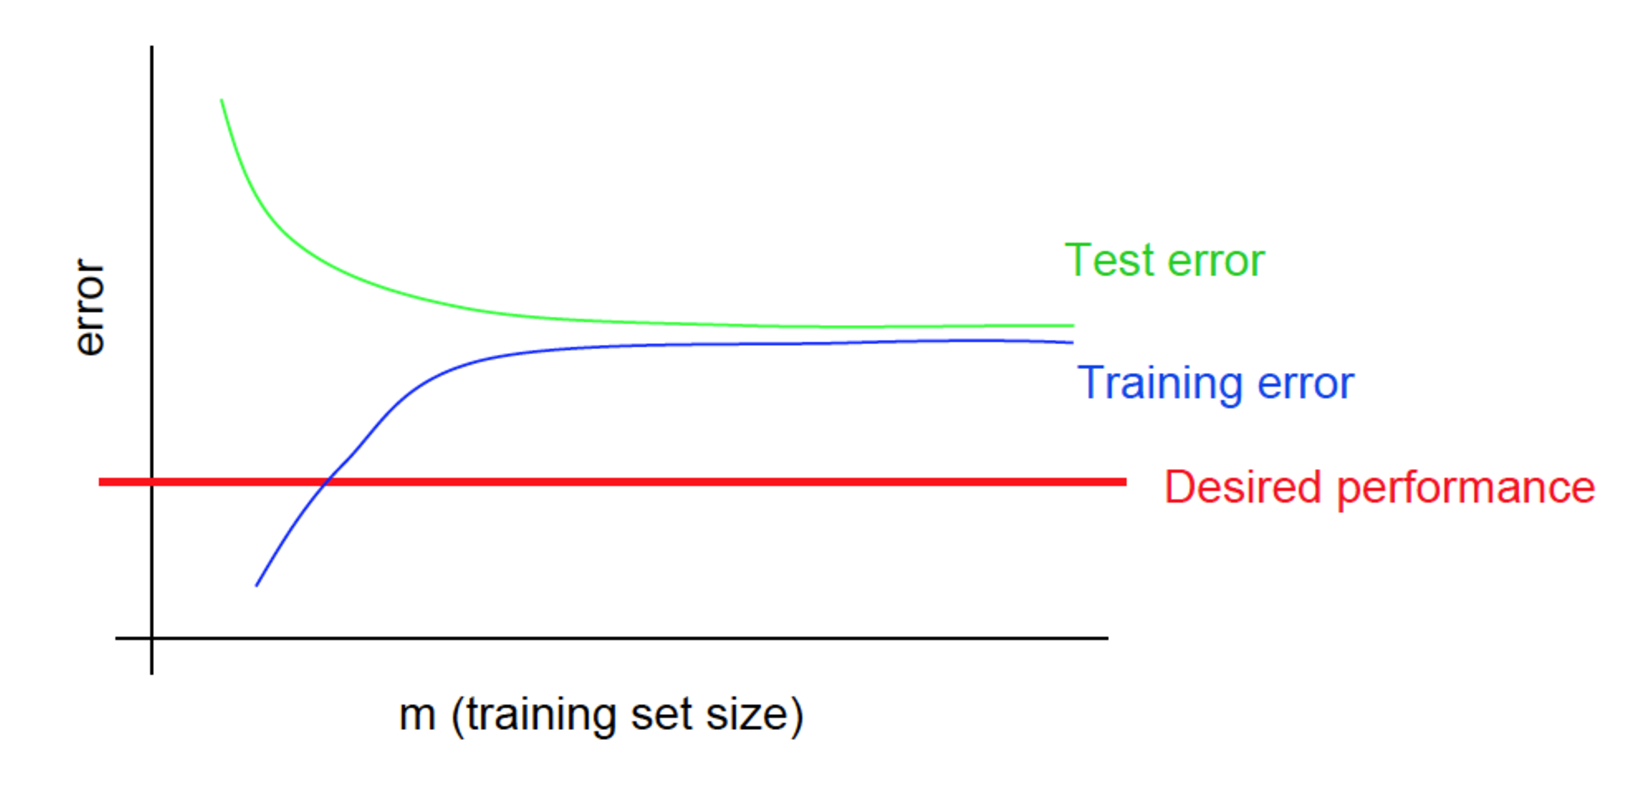 error
Test error
Training error
Desired performance
m (training set size)